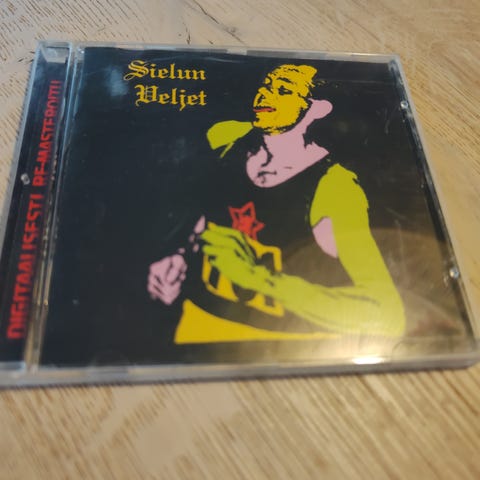 Sielun
Veljet
DIGITAALISESTI RE-MASTEROITU